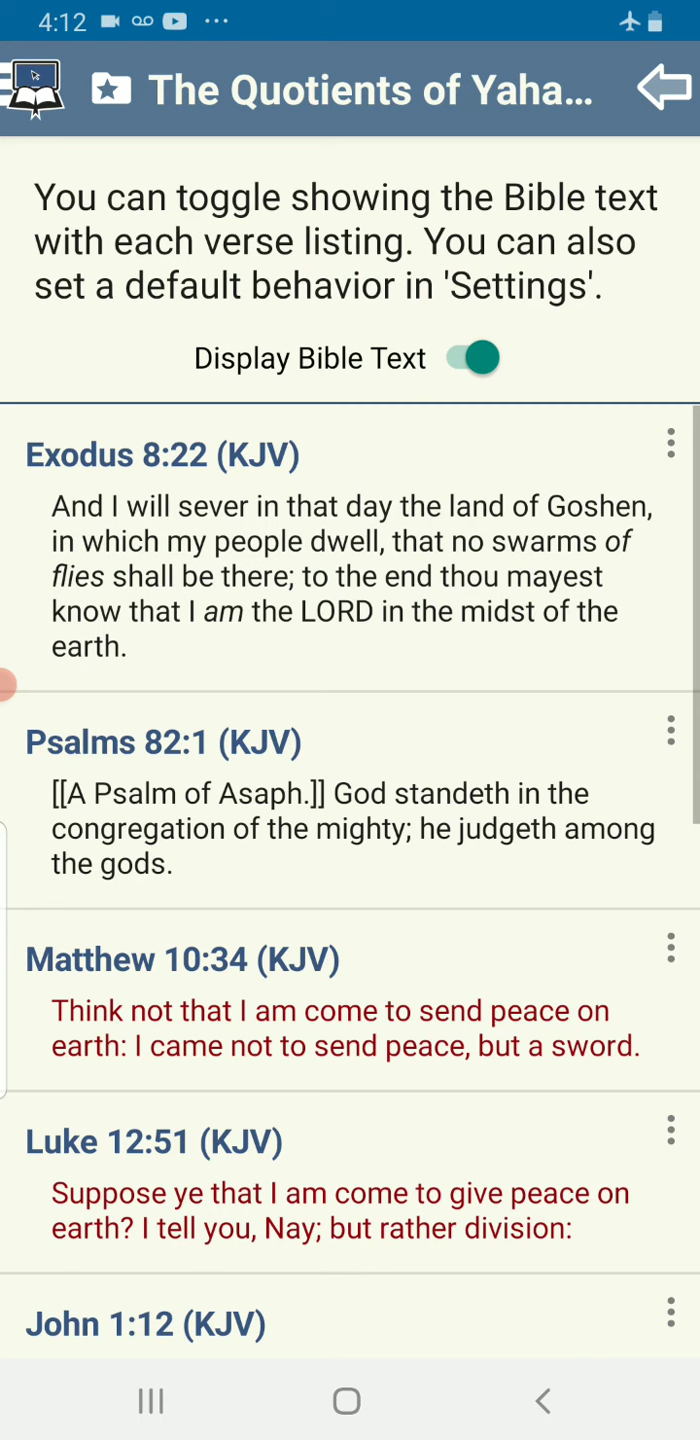 4:12
The Quotients of Yaha...
You can toggle showing the Bible text
with each verse listing. You can also
set a default behavior in 'Settings'.
Display Bible Text
Exodus 8:22 (KJV)
And I will sever in that day the land of Goshen,
in which my people dwell, that no swarms of
flies shall be there; to the end thou mayest
know that I am the LORD in the midst of the
earth.
Psalms 82:1 (KJV)
[[A Psalm of Asaph.]] God standeth in the
congregation of the mighty; he judgeth among
the gods.
Matthew 10:34 (KJV)
Think not that I am come to send peace on
earth: I came not to send peace, but a sword.
Luke 12:51 (KJV)
Suppose ye that I am come to give peace on
earth? I tell you, Nay; but rather division:
John 1:12 (KJV)